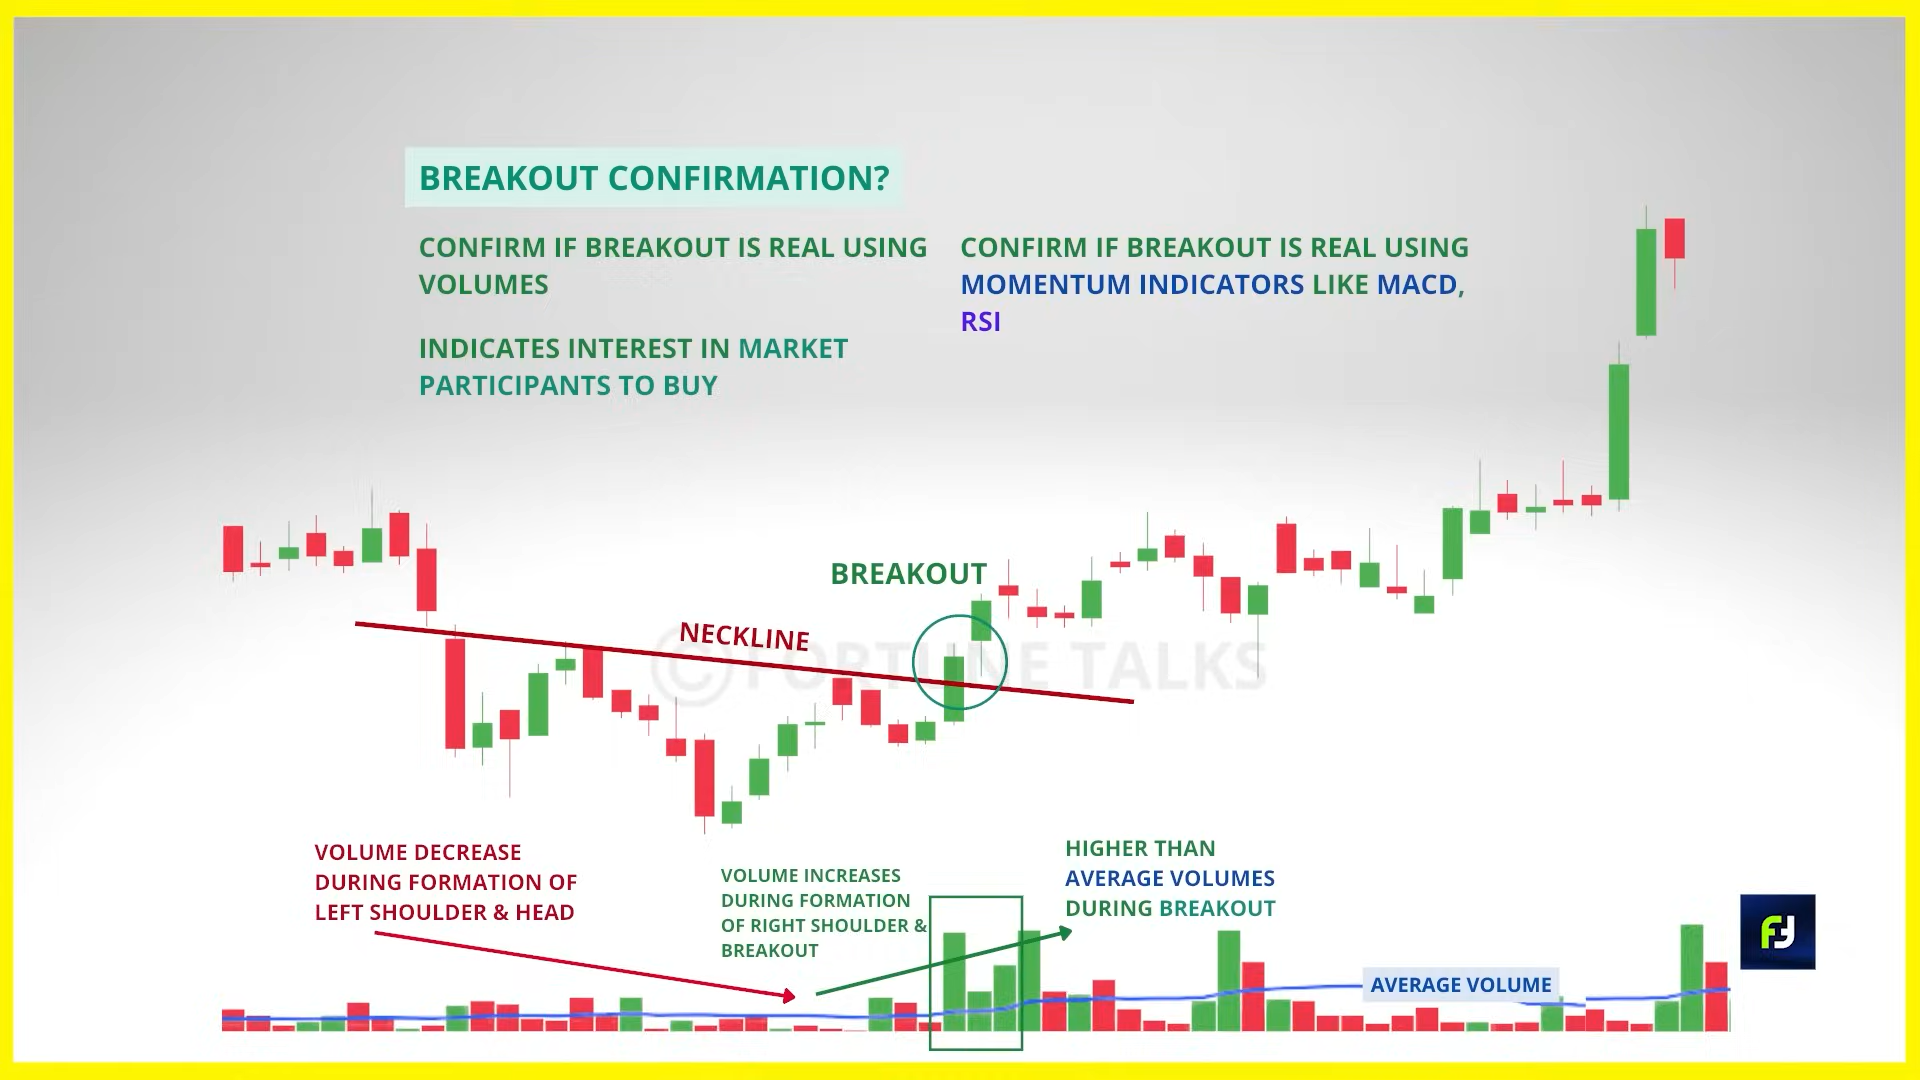 BREAKOUT CONFIRMATION?
CONFIRM IF BREAKOUT IS REAL USING
VOLUMES
INDICATES INTEREST IN MARKET
PARTICIPANTS TO BUY
CONFIRM IF BREAKOUT IS REAL USING
MOMENTUM INDICATORS LIKE MACD,
RSI
BREAKOUT
NECKLINE
©FORTUNE TALKS
VOLUME DECREASE
DURING FORMATION OF
LEFT SHOULDER & HEAD
VOLUME INCREASES
DURING FORMATION
OF RIGHT SHOULDER &
BREAKOUT
HIGHER THAN
AVERAGE VOLUMES
DURING BREAKOUT
AVERAGE VOLUME